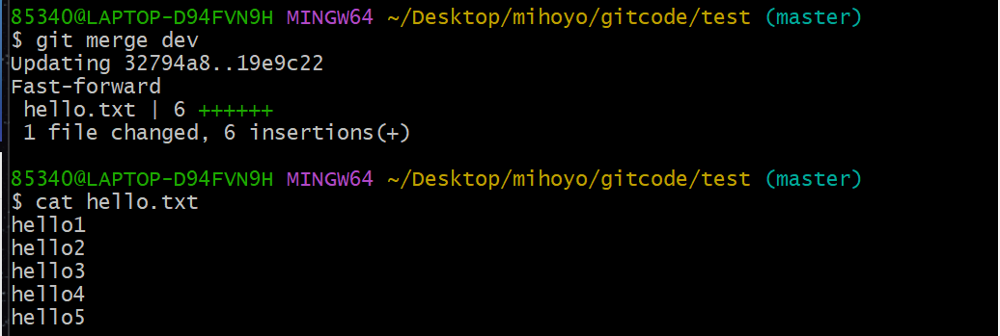 85340@LAPTOP-D94FVN9H MINGW64 ~/Desktop/mihoyo/gitcode/test (master)
$ git merge dev
Updating 32794a8..19e9c22
Fast-forward
 hello.txt | 6 ++++++
 1 file changed, 6 insertions(+)

85340@LAPTOP-D94FVN9H MINGW64 ~/Desktop/mihoyo/gitcode/test (master)
$ cat hello.txt
hello1
hello2
hello3
hello4
hello5